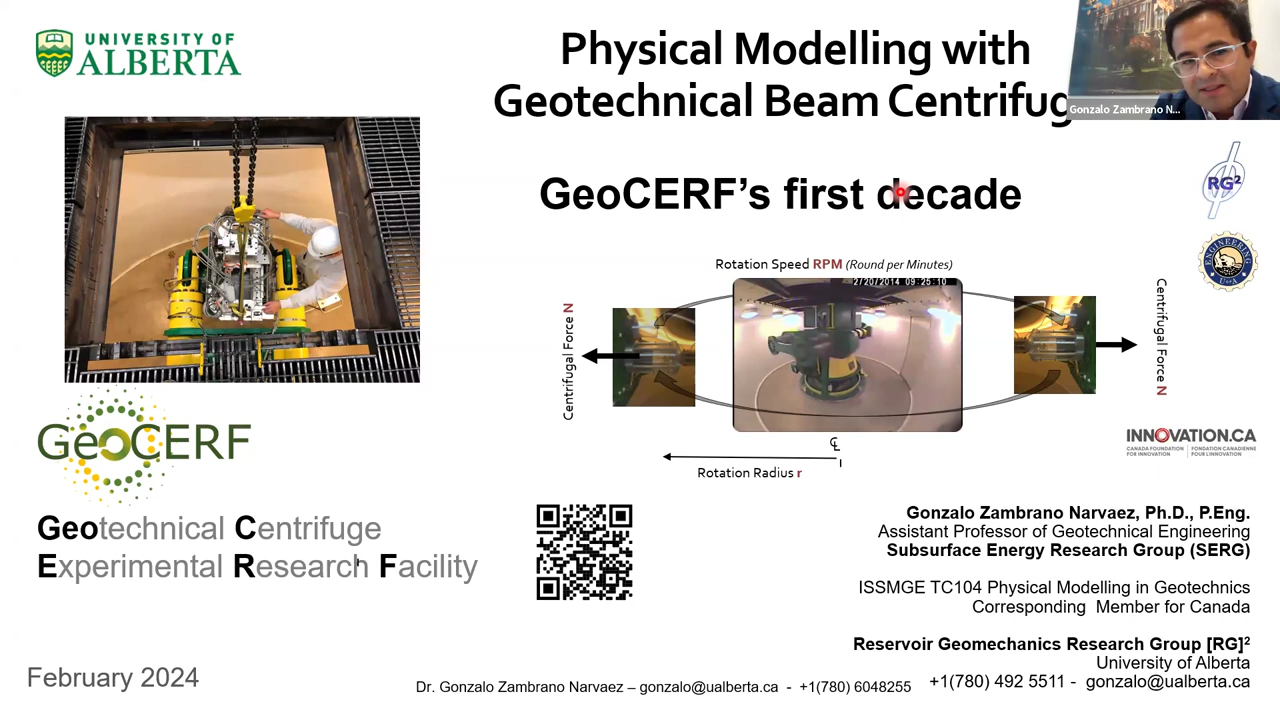 UNIVERSITY OF
ALBERTA
Physical Modelling with
Geotechnical Beam Centrifug
Gonzalo Zambrano N...
GeoCERF's first decade
RG²
ENGINEERING
U of A
Rotation Speed RPM (Round per Minutes)
2/20/2014 09:25:10
Centrifugal Force N
Centrifugal Force N
℄
Rotation Radius r
GeoCERF
INNOVATION.CA
CANADA FOUNDATION
FOR INNOVATION
FONDATION CANADIENNE
POUR L'INNOVATION
Geotechnical Centrifuge
Experimental Research Facility
Gonzalo Zambrano Narvaez, Ph.D., P.Eng.
Assistant Professor of Geotechnical Engineering
Subsurface Energy Research Group (SERG)
ISSMGE TC104 Physical Modelling in Geotechnics
Corresponding Member for Canada
Reservoir Geomechanics Research Group [RG]²
University of Alberta
+1(780) 492 5511 - gonzalo@ualberta.ca
February 2024
Dr. Gonzalo Zambrano Narvaez – gonzalo@ualberta.ca - +1(780) 6048255